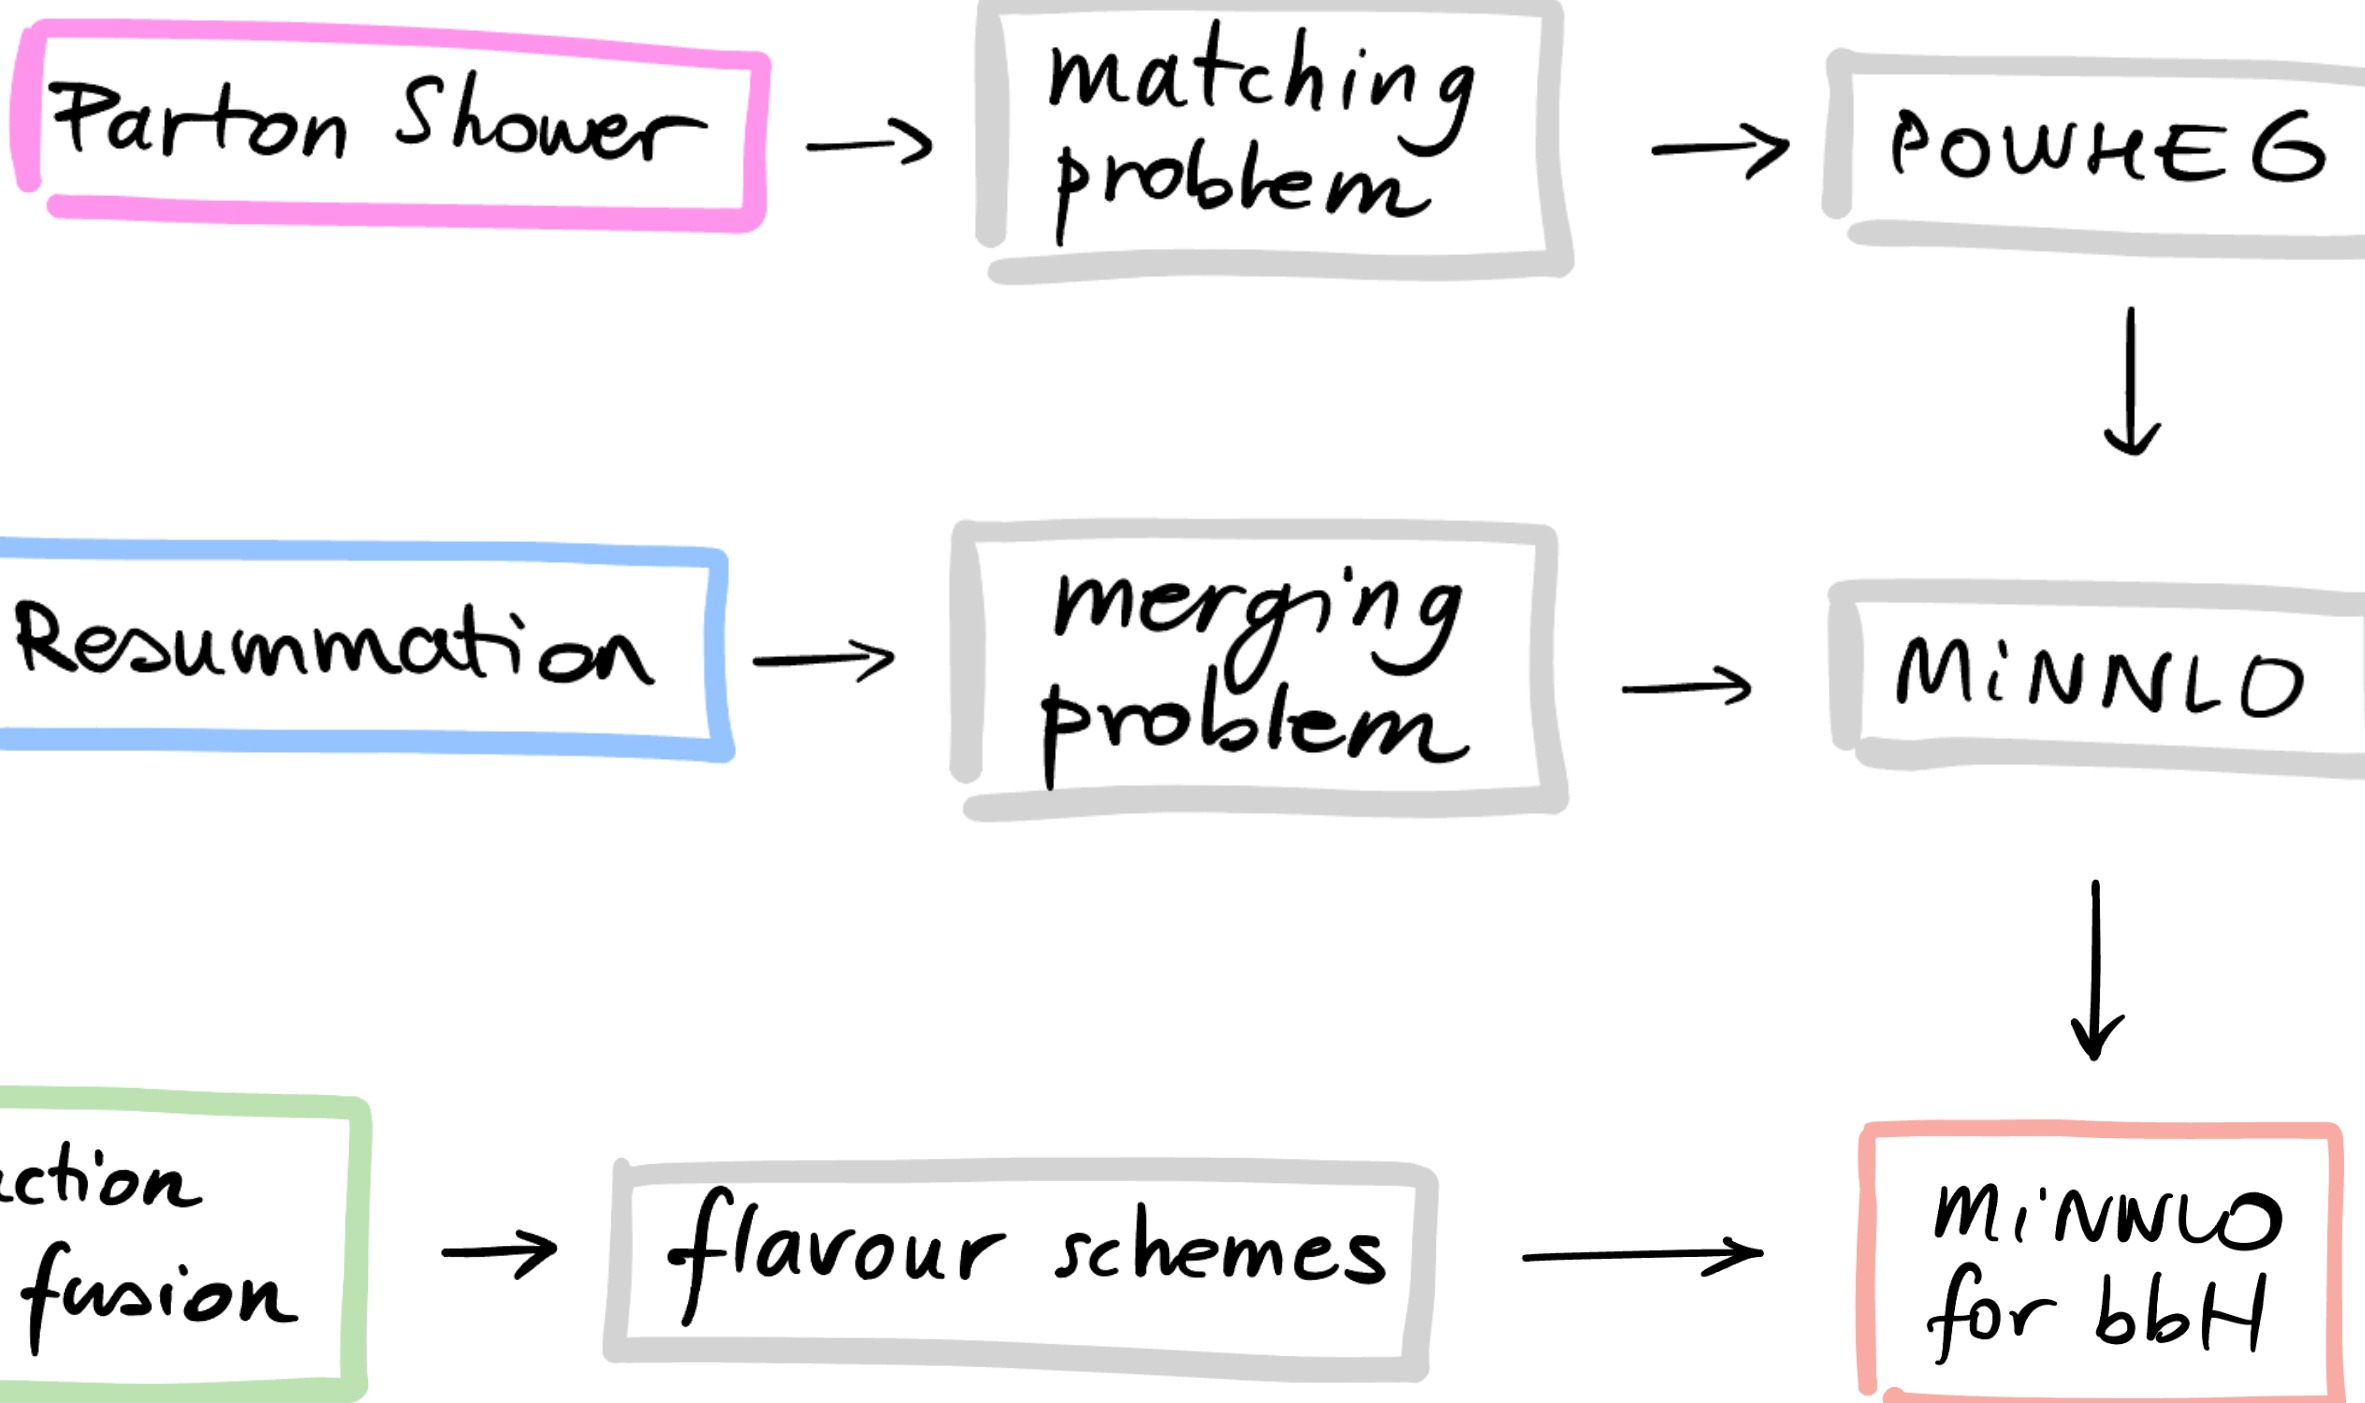 Parton Shower → matching
problem → POWHEG
↓
Resummation → merging
problem → MiNNLO
↓
ction
fusion → flavour schemes → MiNNLO
for bbH